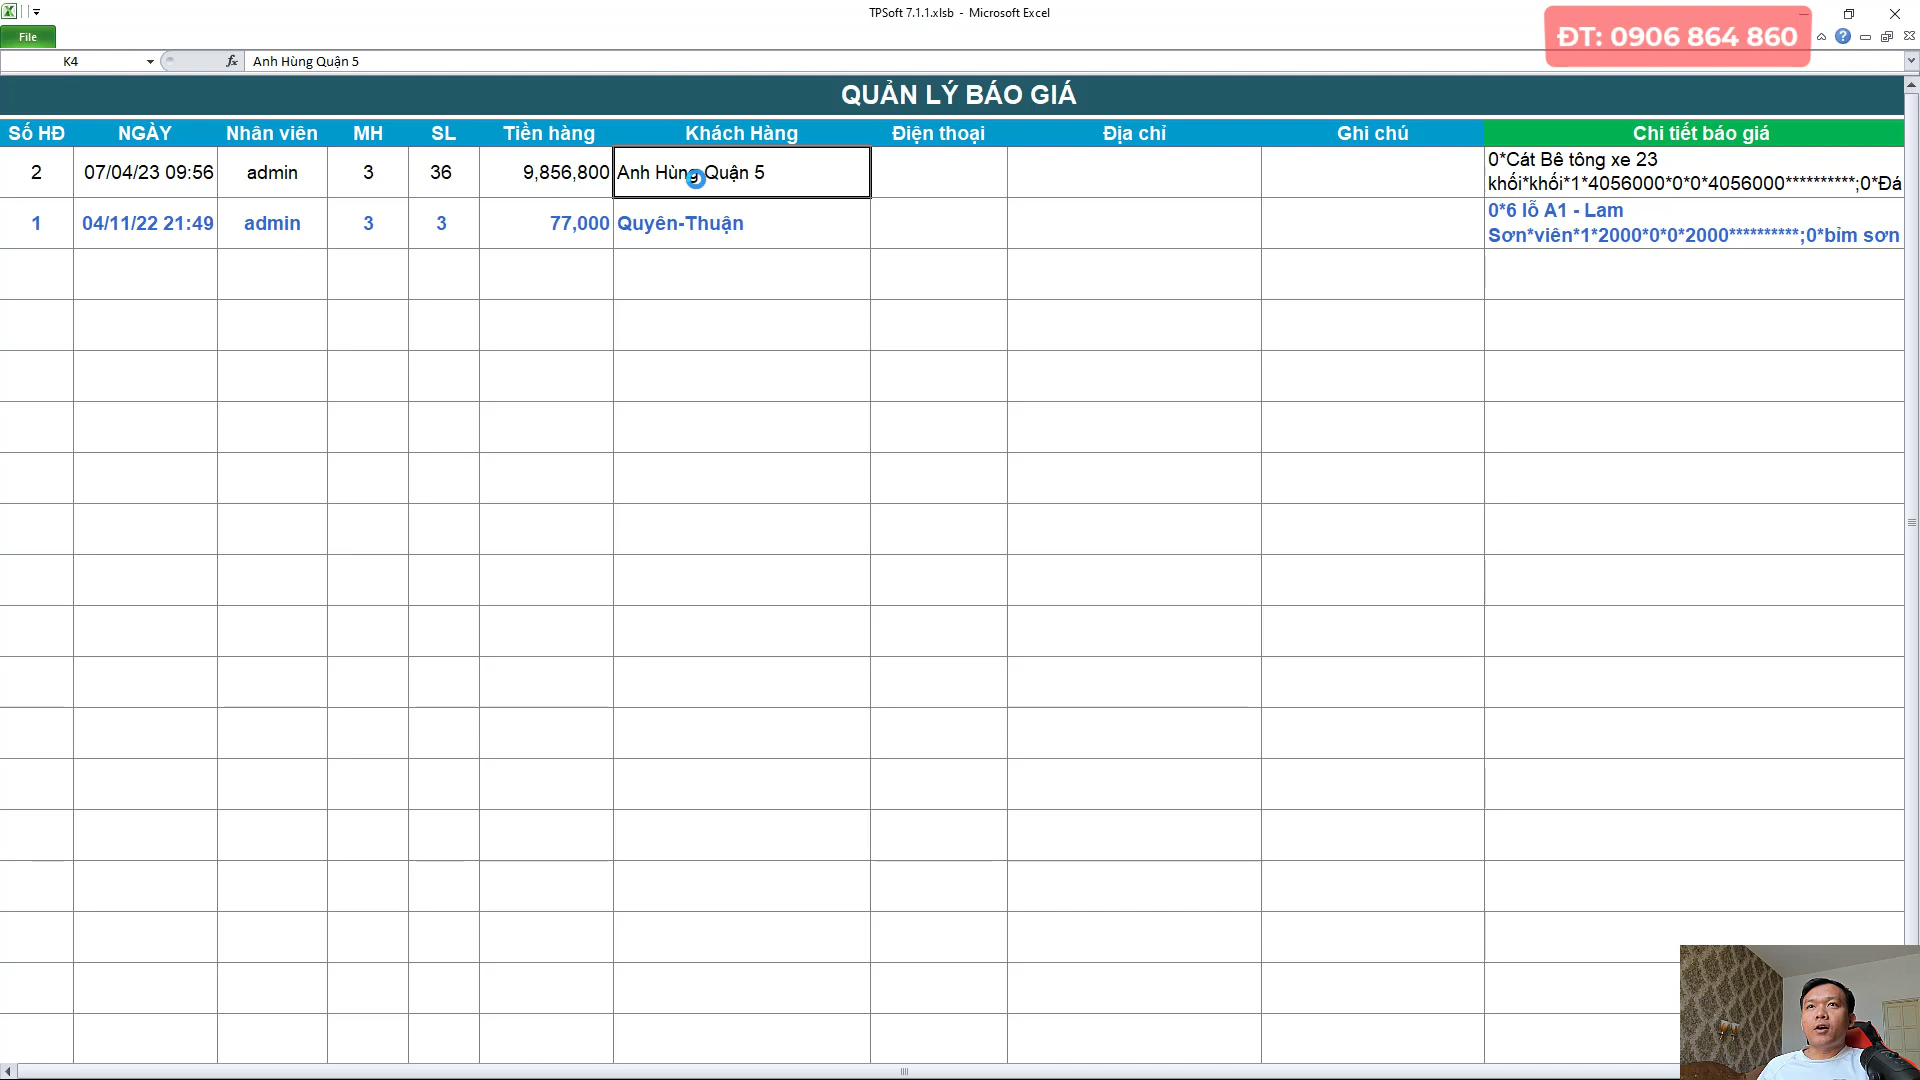 TPSoft 7.1.1.xlsb - Microsoft Excel
ĐT: 0906 864 860
File
K4
fx
Anh Hùng Quận 5
QUẢN LÝ BÁO GIÁ
Số HĐ NGÀY Nhân viên MH SL Tiền hàng Khách Hàng Điện thoại Địa chỉ Ghi chú Chi tiết báo giá
2 07/04/23 09:56 admin 3 36 9,856,800 Anh Hùng Quận 5 0*Cát Bê tông xe 23
khối*khối*1*4056000*0*0*4056000**********;0*Đá
1 04/11/22 21:49 admin 3 3 77,000 Quyên-Thuận 0*6 lỗ A1 - Lam
Sơn*viên*1*2000*0*0*2000**********;0*bỉm sơn